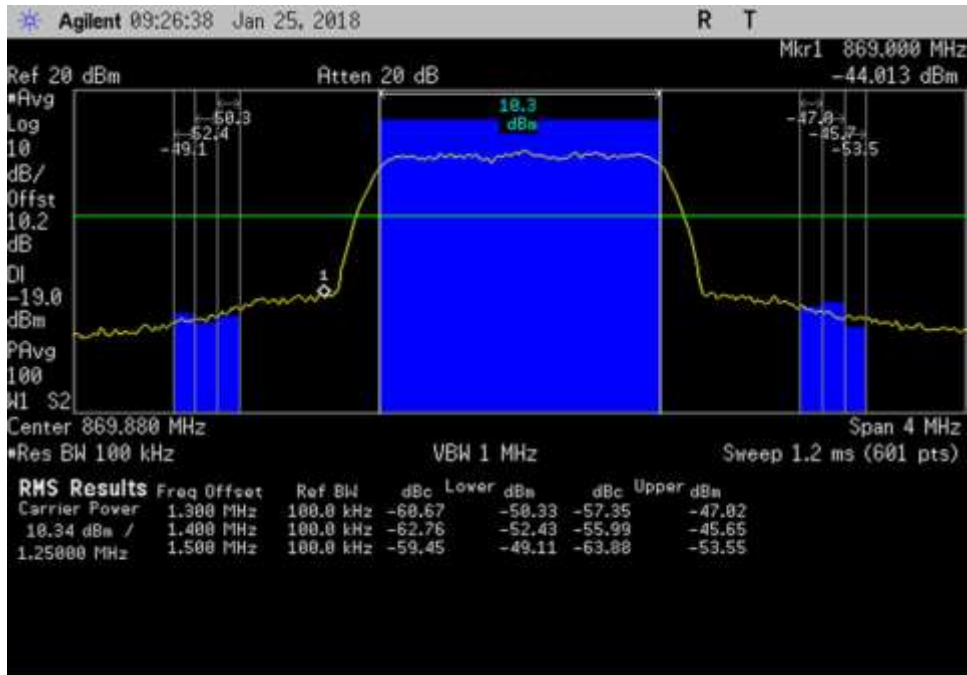 Agilent 09:26:38 Jan 25, 2018 R T
Mkr1 869.000 MHz
Ref 20 dBm Atten 20 dB -44.013 dBm
*Avg
Log
10
dB/
Offst
10.2
dB
DI
-19.0
dBm
PAvg
100
W1 S2
10.3
dBm
-50.3
-52.4
-49.1
-47.0
-45.7
-53.5
1
Center 869.880 MHz Span 4 MHz
*Res BW 100 kHz VBW 1 MHz Sweep 1.2 ms (601 pts)
RMS Results Freq Offset Ref BW dBc Lower dBm dBc Upper dBm
Carrier Power 1.300 MHz 100.0 kHz -60.67 -50.33 -57.35 -47.02
10.34 dBm / 1.400 MHz 100.0 kHz -62.76 -52.43 -55.99 -45.65
1.25000 MHz 1.500 MHz 100.0 kHz -59.45 -49.11 -63.88 -53.55